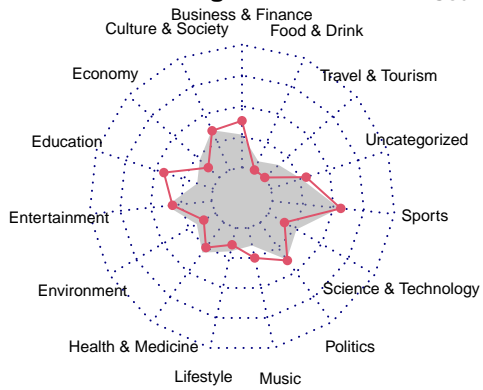 Business & Finance
Culture & Society
Food & Drink
Economy
Travel & Tourism
Education
Uncategorized
Entertainment
Sports
Environment
Science & Technology
Health & Medicine
Politics
Lifestyle
Music